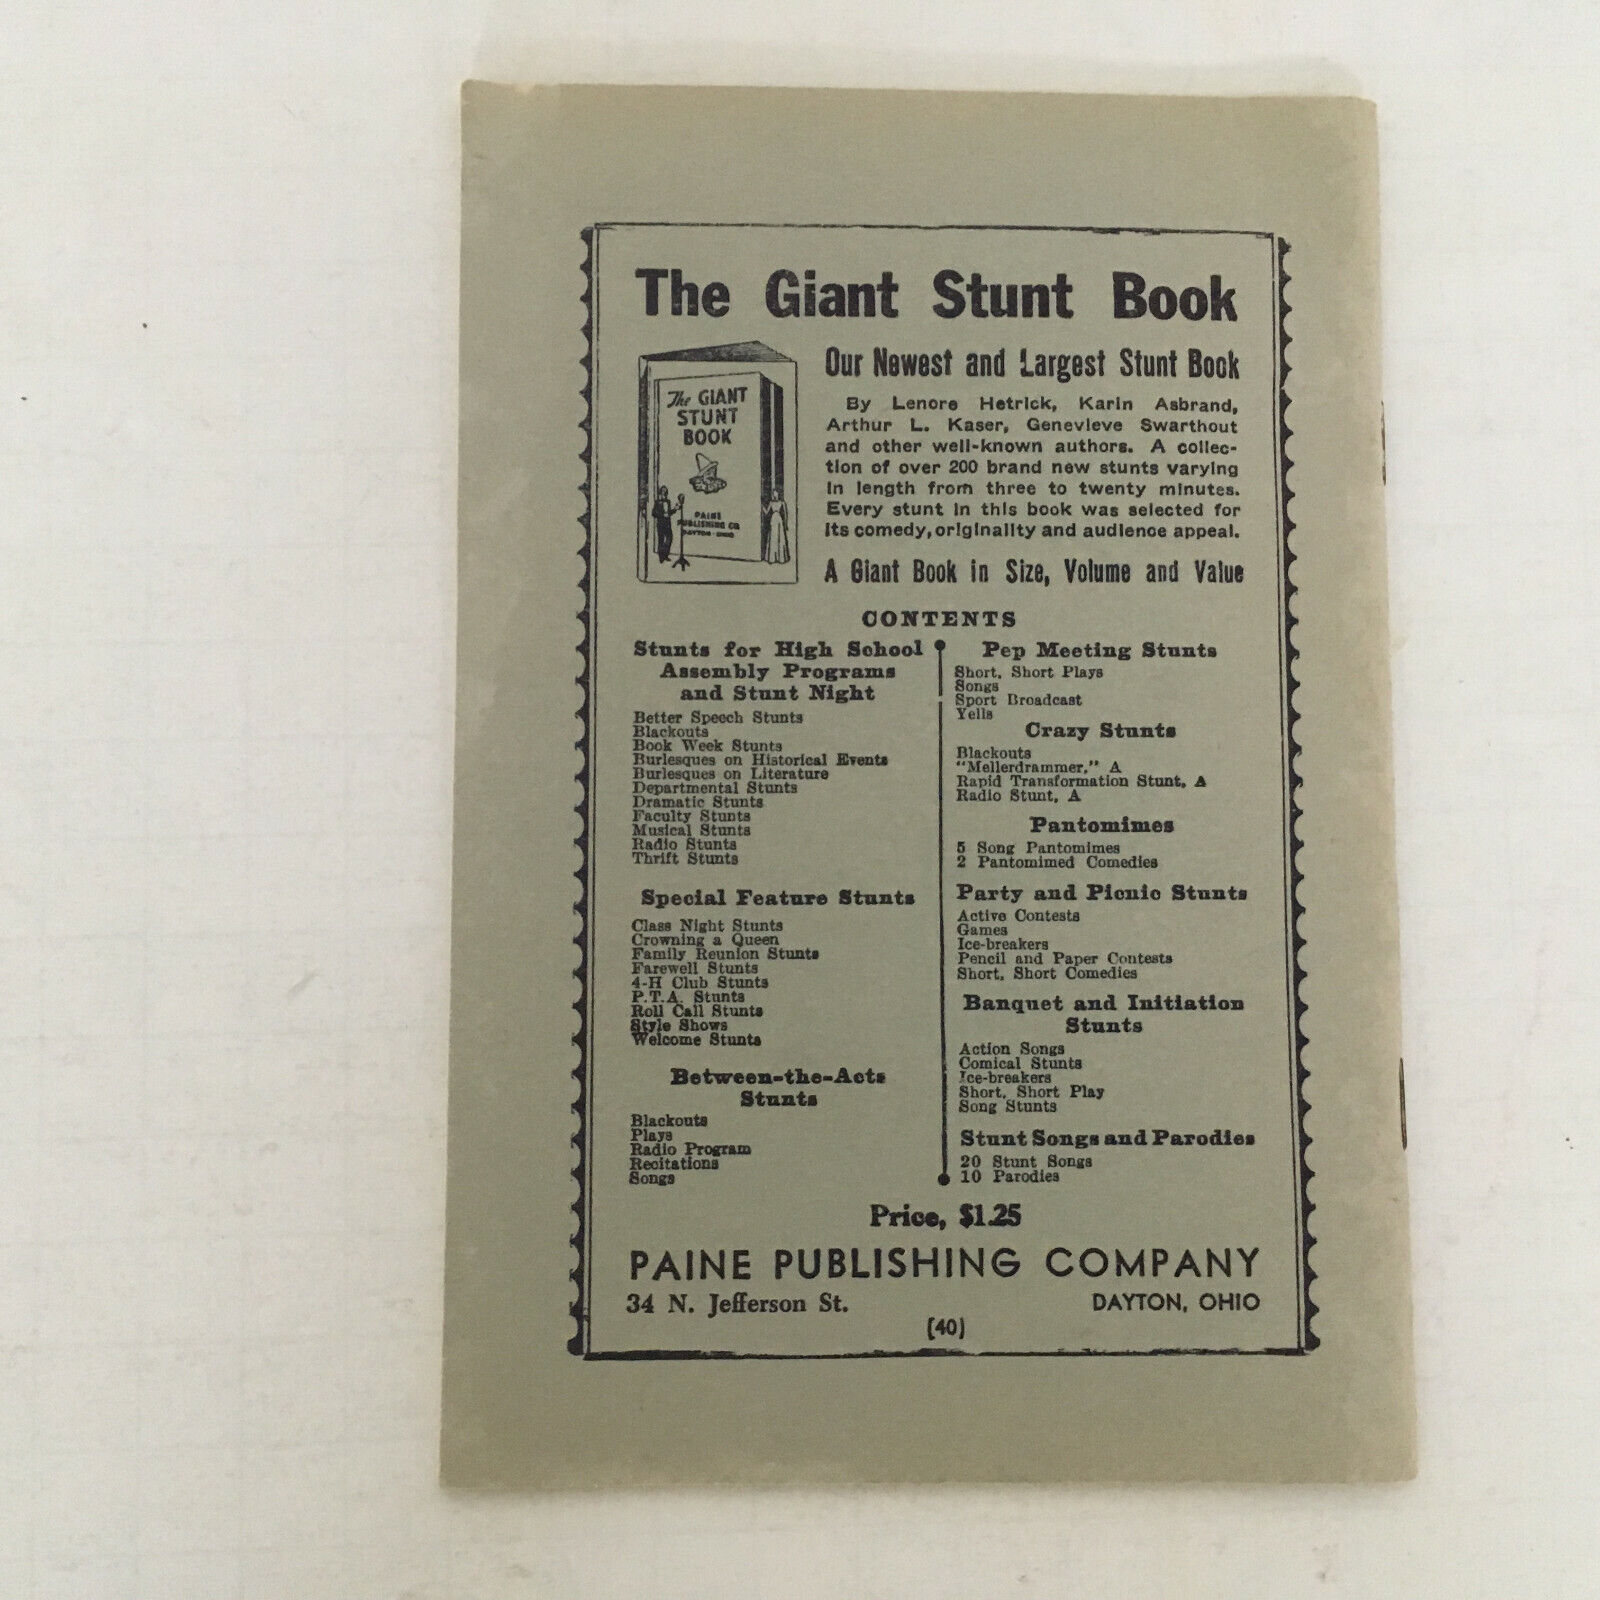 The Giant Stunt Book
The GIANT
STUNT
BOOK
PAINE
PUBLISHING CO
DAYTON OHIO
Our Newest and Largest Stunt Book
By Lenore Hetrick, Karin Asbrand,
Arthur L. Kaser, Genevieve Swarthout
and other well-known authors. A collec-
tion of over 200 brand new stunts varying
in length from three to twenty minutes.
Every stunt in this book was selected for
its comedy, originality and audience appeal.
A Giant Book in Size, Volume and Value
CONTENTS
Stunts for High School
Assembly Programs
and Stunt Night
Better Speech Stunts
Blackouts
Book Week Stunts
Burlesques on Historical Events
Burlesques on Literature
Departmental Stunts
Dramatic Stunts
Faculty Stunts
Musical Stunts
Radio Stunts
Thrift Stunts
Special Feature Stunts
Class Night Stunts
Crowning a Queen
Family Reunion Stunts
Farewell Stunts
4-H Club Stunts
P.T.A. Stunts
Roll Call Stunts
Style Shows
Welcome Stunts
Between-the-Acts
Stunts
Blackouts
Plays
Radio Program
Recitations
Songs
Pep Meeting Stunts
Short, Short Plays
Songs
Sport Broadcast
Yells
Crazy Stunts
Blackouts
"Mellerdrammer," A
Rapid Transformation Stunt, A
Radio Stunt, A
Pantomimes
5 Song Pantomimes
2 Pantomimed Comedies
Party and Picnic Stunts
Active Contests
Games
Ice-breakers
Pencil and Paper Contests
Short, Short Comedies
Banquet and Initiation
Stunts
Action Songs
Comical Stunts
Ice-breakers
Short, Short Play
Song Stunts
Stunt Songs and Parodies
20 Stunt Songs
10 Parodies
Price, $1.25
PAINE PUBLISHING COMPANY
34 N. Jefferson St. DAYTON, OHIO
(40)